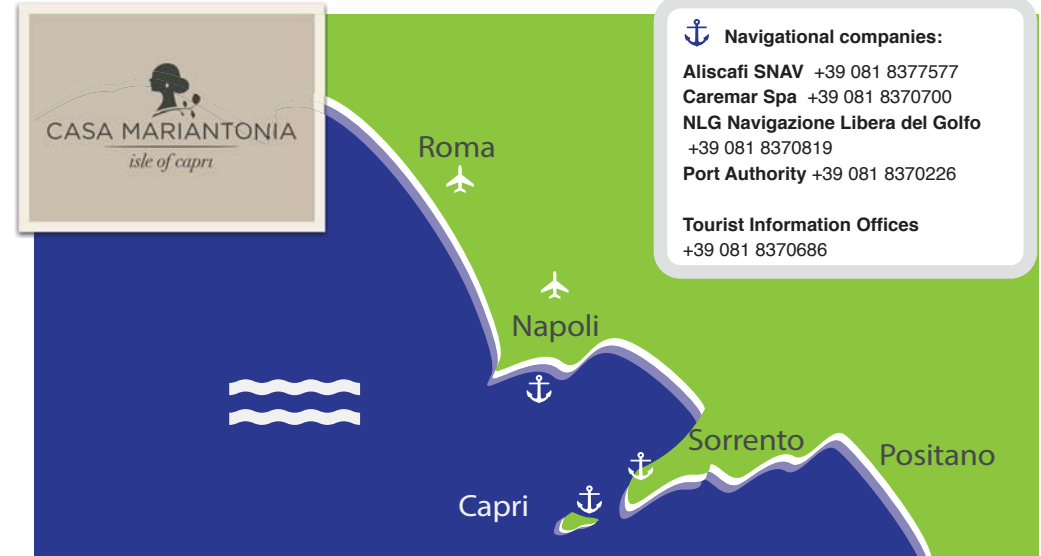 CASA MARIANTONIA
isle of capri
Navigational companies:
Aliscafi SNAV +39 081 8377577
Caremar Spa +39 081 8370700
NLG Navigazione Libera del Golfo
+39 081 8370819
Port Authority +39 081 8370226
Tourist Information Offices
+39 081 8370686
Roma
Napoli
Sorrento
Positano
Capri